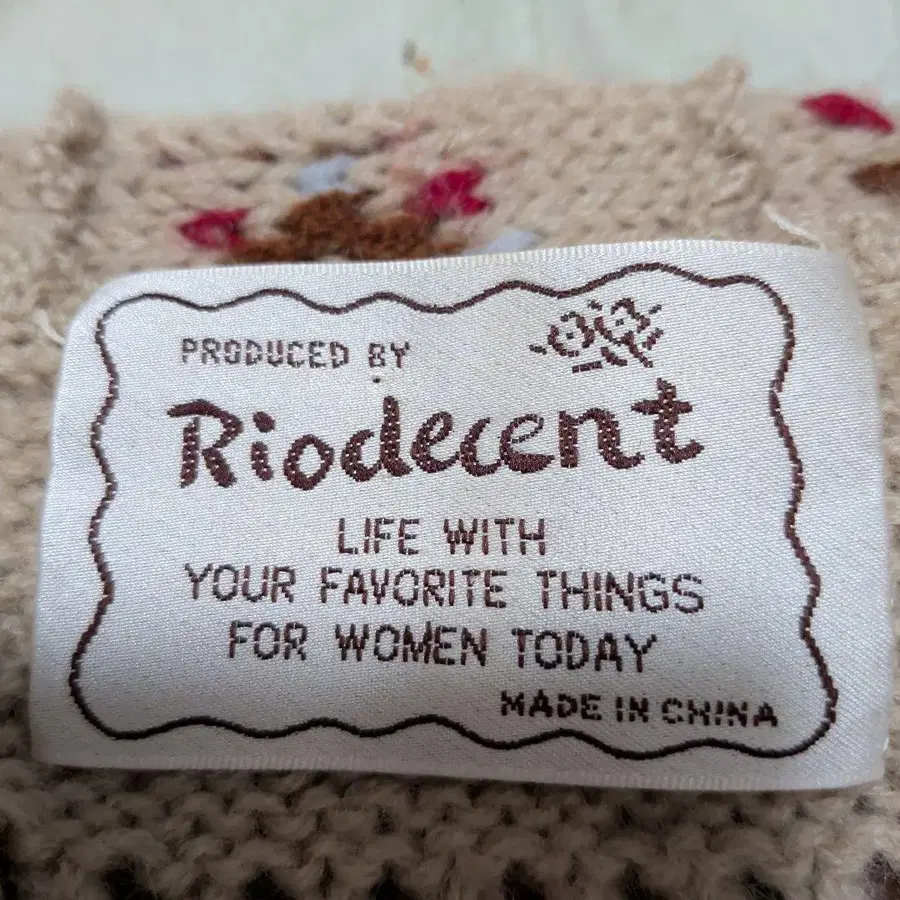 PRODUCED BY
Riodecent
LIFE WITH
YOUR FAVORITE THINGS
FOR WOMEN TODAY
MADE IN CHINA